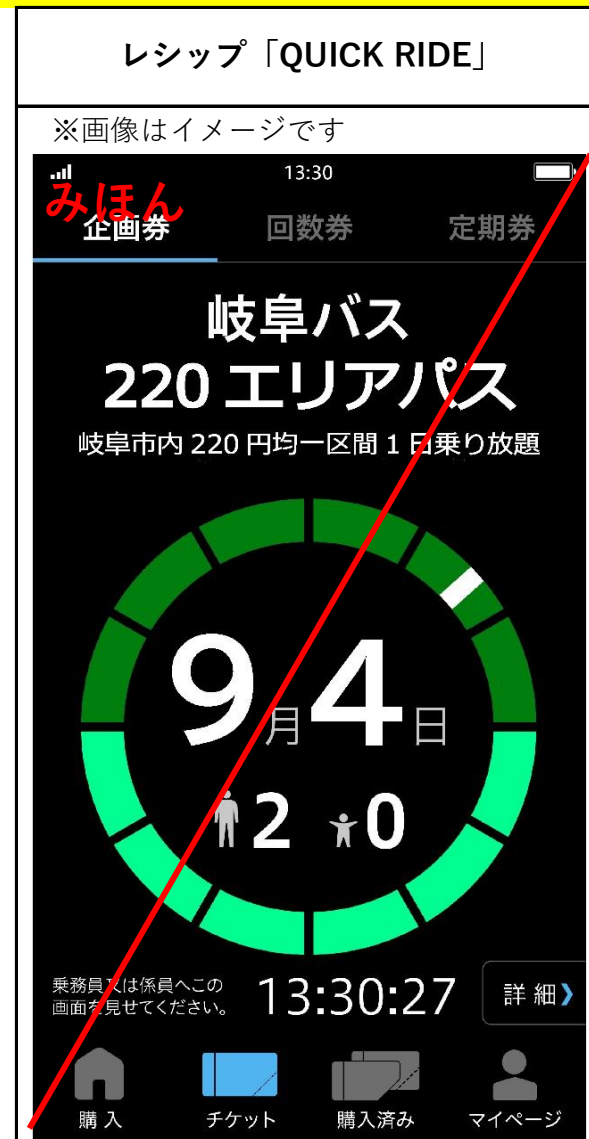 レシップ「QUICK RIDE」
※画像はイメージです
13:30
みほん
企画券 回数券 定期券
岐阜バス
220 エリアパス
岐阜市内 220 円均一区間 1 日乗り放題
9月4日
2 0
乗務員又は係員へこの
画面を見せてください。
13:30:27
詳 細 》
購 入 チケット 購入済み マイページ